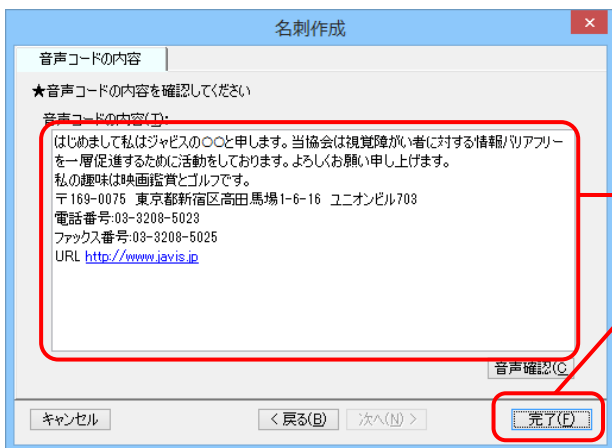 名刺作成
×
音声コードの内容
★音声コードの内容を確認してください
音声コードの内容(T):
はじめまして私はジャビスの○○と申します。当協会は視覚障がい者に対する情報バリアフリー
を一層促進するために活動をしております。よろしくお願い申し上げます。
私の趣味は映画鑑賞とゴルフです。
〒169-0075 東京都新宿区高田馬場1-6-16 ユニオンビル703
電話番号:03-3208-5023
ファックス番号:03-3208-5025
URL http://www.javis.jp
音声確認(C
キャンセル
< 戻る(B)
次へ(N) >
完了(F)